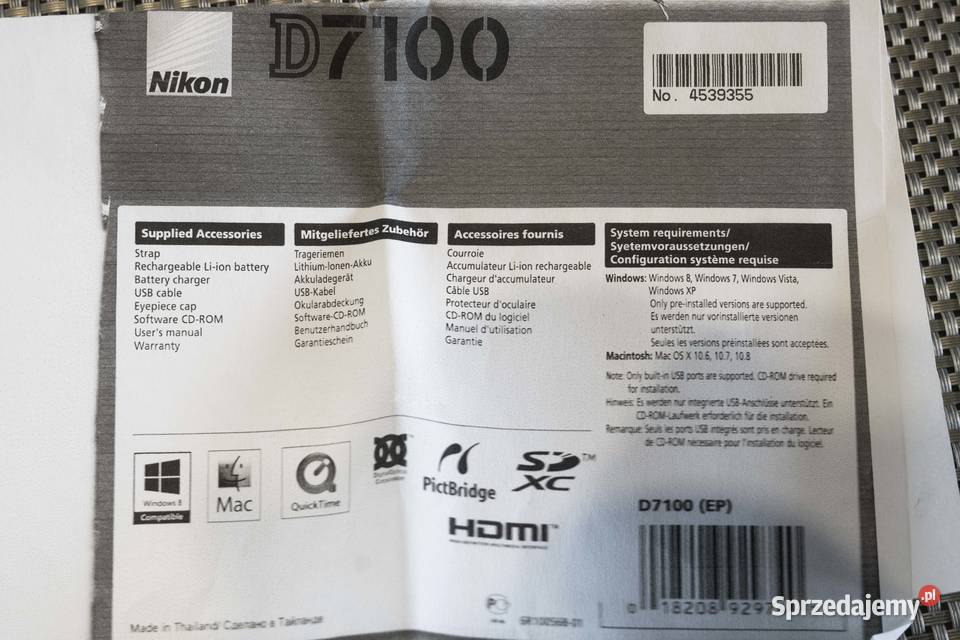 Nikon
D7100
No. 4539355
Supplied Accessories
Strap
Rechargeable Li-ion battery
Battery charger
USB cable
Eyepiece cap
Software CD-ROM
User's manual
Warranty
Mitgeliefertes Zubehör
Trageriemen
Lithium-Ionen-Akku
Akkuladegerät
USB-Kabel
Okularabdeckung
Software-CD-ROM
Benutzerhandbuch
Garantieschein
Accessoires fournis
Courroie
Accumulateur Li-ion rechargeable
Chargeur d'accumulateur
Câble USB
Protecteur d'oculaire
CD-ROM du logiciel
Manuel d'utilisation
Garantie
System requirements/
Syetemvoraussetzungen/
Configuration système requise
Windows: Windows 8, Windows 7, Windows Vista,
Windows XP
Only pre-installed versions are supported.
Es werden nur vorinstallierte versionen
unterstützt.
Seules les versions préinstallées sont acceptées.
Macintosh: Mac OS X 10.6, 10.7, 10.8
Note: Only built-in USB ports are supported. CD-ROM drive required
for installation.
Hinweis: Es werden nur integrierte USB-Anschlüsse unterstützt. Ein
CD-ROM-Laufwerk erforderlich für die installation.
Remarque: Seuls les ports USB intégrés sont pris en charge. Lecteur
de CD-ROM nécessaire pour l'installation du logiciel.
Windows 8
Compatible
Mac
QuickTime
PictBridge
SD XC TM
HDMI
D7100 (EP)
0 18208 929
Made in Thailand/ Сделано в Таиланде
6R110056B-01
Sprzedajemy.pl